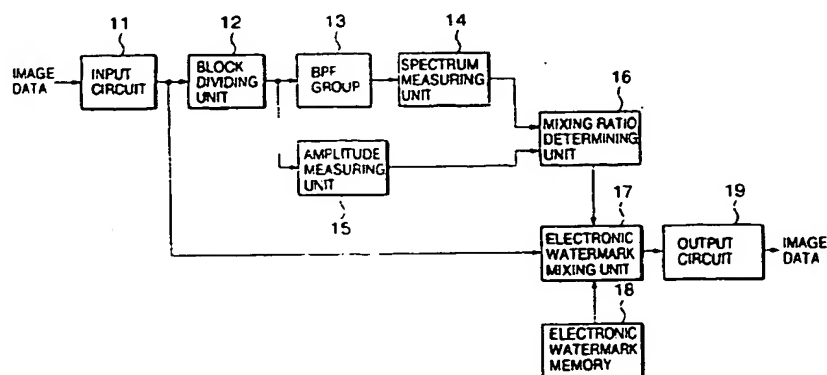 11
12
13
14
IMAGE
DATA
INPUT
CIRCUIT
BLOCK
DIVIDING
UNIT
BPF
GROUP
SPECTRUM
MEASURING
UNIT
16
MIXING RATIO
DETERMINING
UNIT
AMPLITUDE
MEASURING
UNIT
15
17
19
ELECTRONIC
WATERMARK
MIXING UNIT
OUTPUT
CIRCUIT
IMAGE
DATA
18
ELECTRONIC
WATERMARK
MEMORY